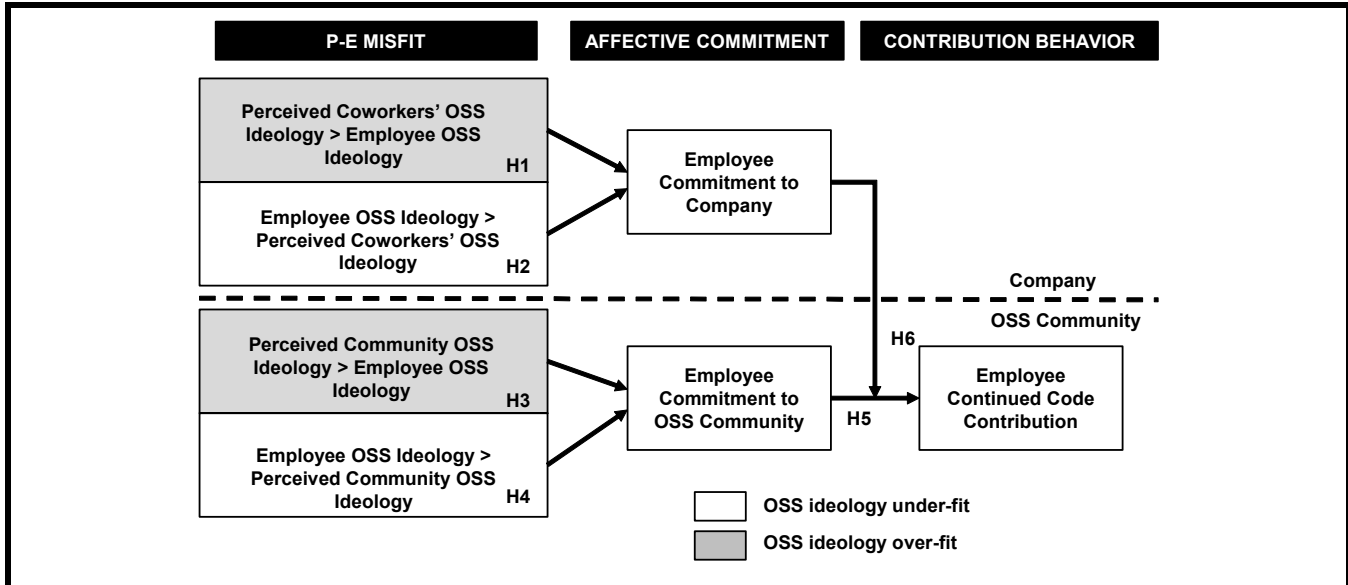 P-E MISFIT
AFFECTIVE COMMITMENT
CONTRIBUTION BEHAVIOR
Perceived Coworkers’ OSS
Ideology > Employee OSS
Ideology
H1
Employee OSS Ideology >
Perceived Coworkers’ OSS
Ideology
H2
Employee
Commitment to
Company
Company
OSS Community
Perceived Community OSS
Ideology > Employee OSS
Ideology
H3
Employee OSS Ideology >
Perceived Community OSS
Ideology
H4
Employee
Commitment to
OSS Community
H5
H6
Employee
Continued Code
Contribution
OSS ideology under-fit
OSS ideology over-fit